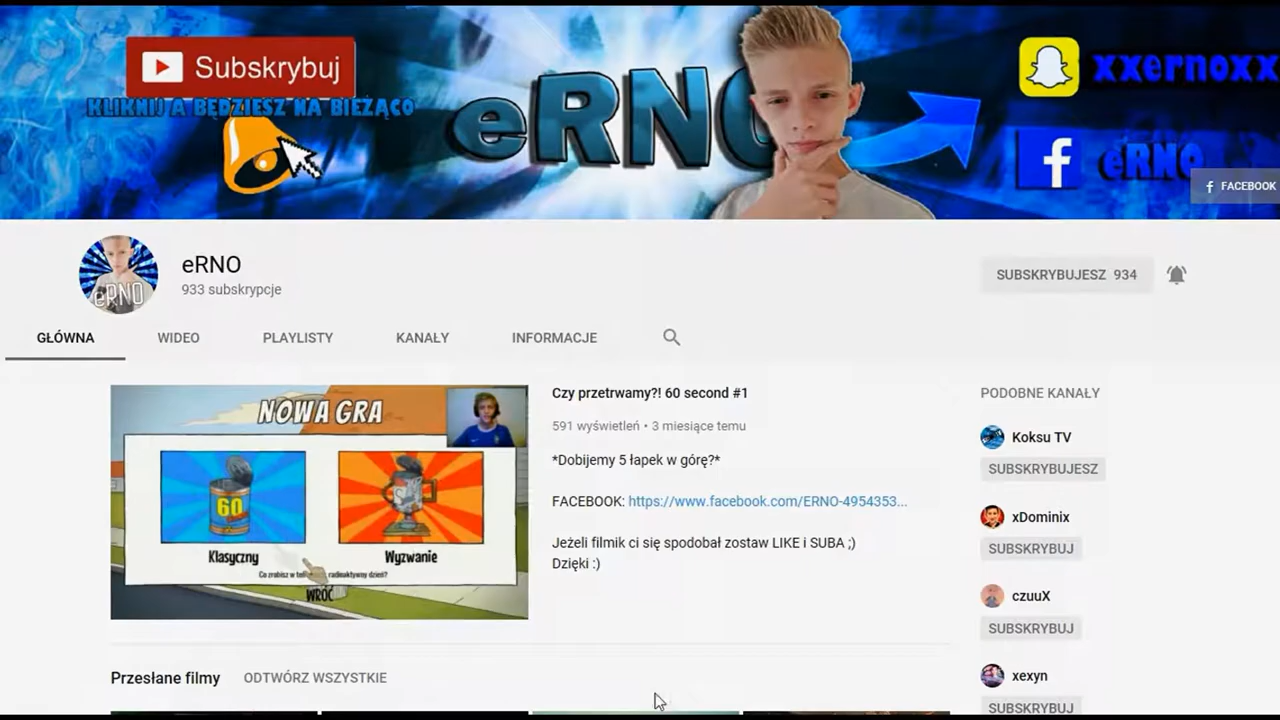 Subskrybuj
KLIKNIJ A BĘDZIESZ NA BIEŻĄCO
eRNO
xxernoxx
eRNO
FACEBOOK
eRNO
eRNO
933 subskrypcje
SUBSKRYBUJESZ 934
GŁÓWNA
WIDEO
PLAYLISTY
KANAŁY
INFORMACJE
NOWA GRA
60
Klasyczny
Wyzwanie
radioaktywny dzień?
WRÓĆ
Czy przetrwamy?! 60 second #1
591 wyświetleń • 3 miesiące temu
*Dobijemy 5 łapek w górę?*
FACEBOOK: https://www.facebook.com/ERNO-4954353...
Jeżeli filmik ci się spodobał zostaw LIKE i SUBA ;)
Dzięki :)
PODOBNE KANAŁY
Koksu TV
SUBSKRYBUJESZ
xDominix
SUBSKRYBUJ
czuuX
SUBSKRYBUJ
xexyn
SUBSKRYBUJ
Przesłane filmy
ODTWÓRZ WSZYSTKIE